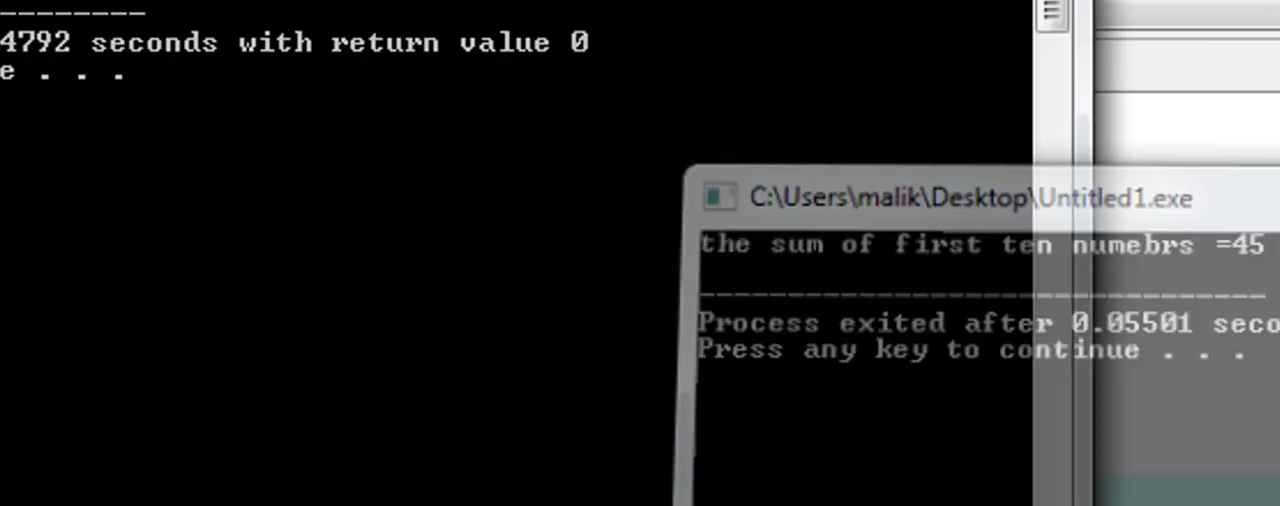 4792 seconds with return value 0
e . . .
C:\Users\malik\Desktop\Untitled1.exe
the sum of first ten numebrs =45
Process exited after 0.05501 seco
Press any key to continue . . .